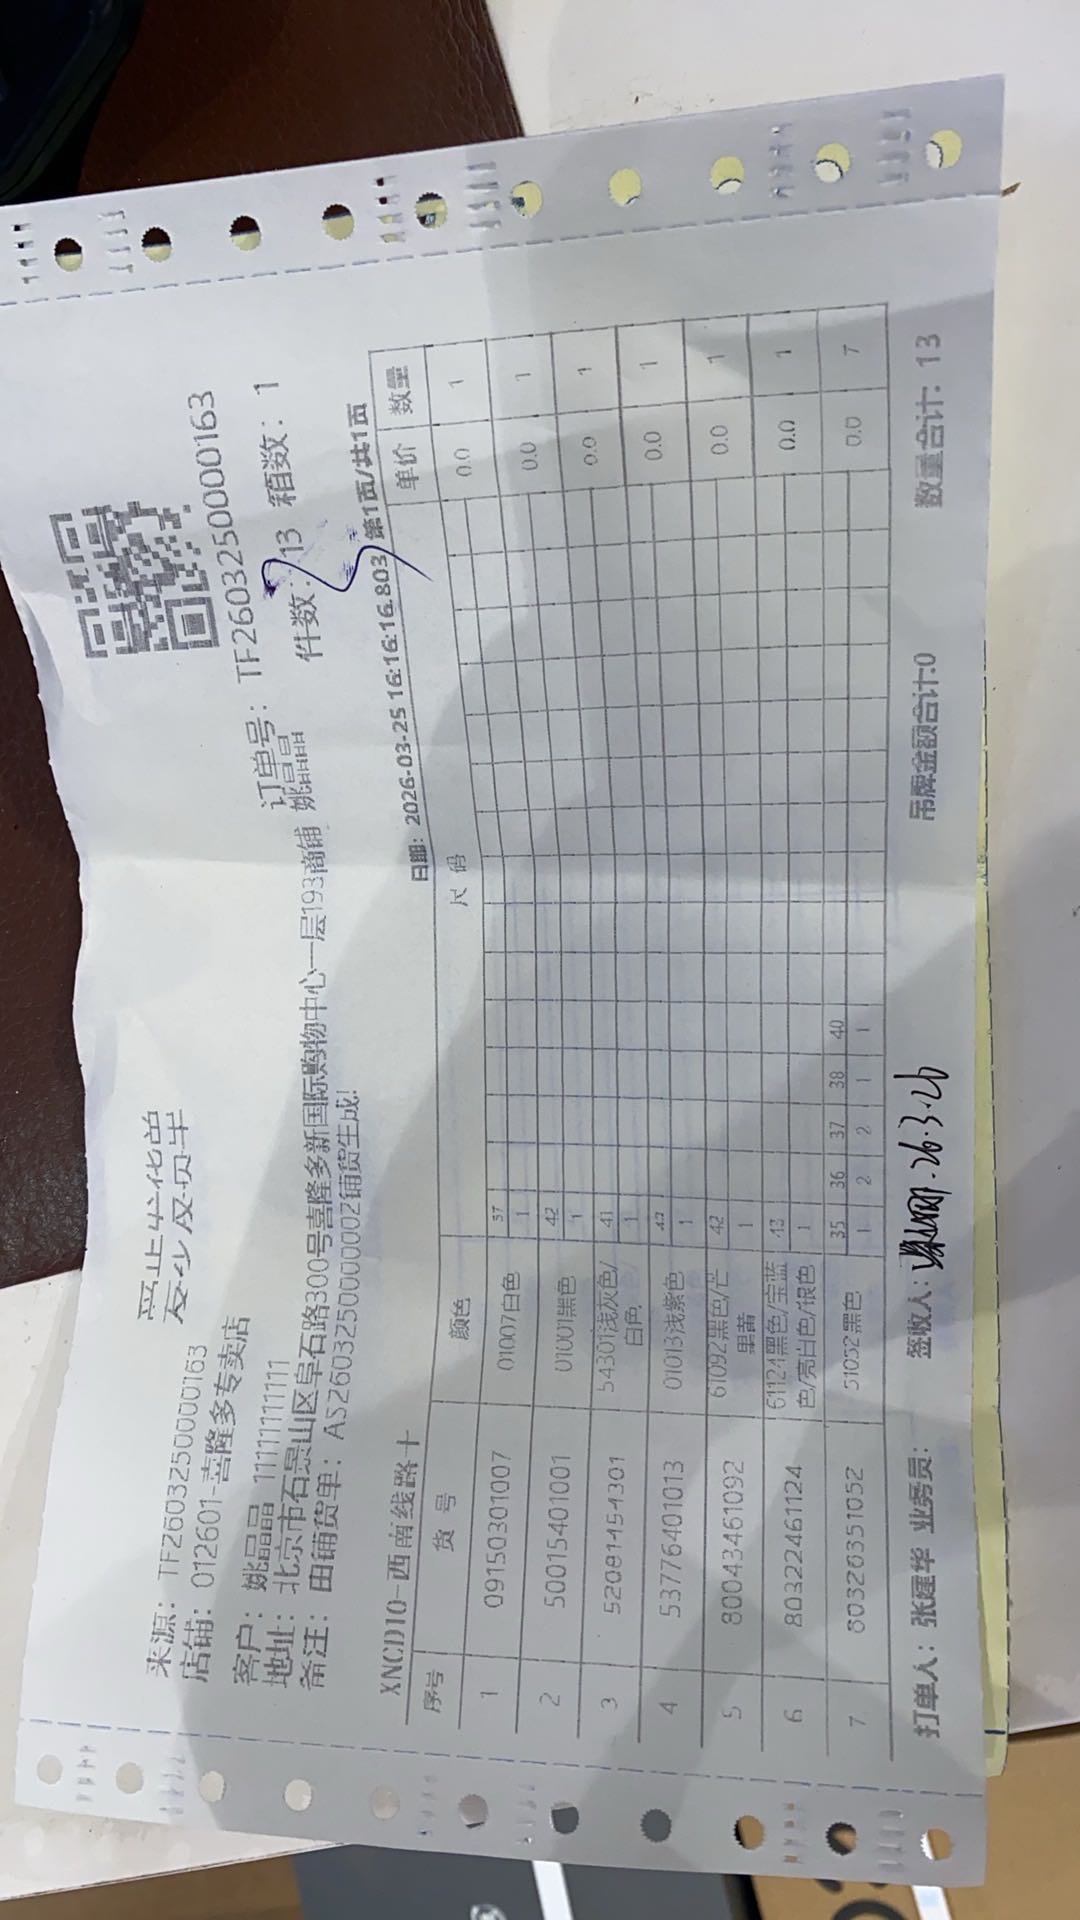 来源：TF260325000000163
店铺：012601-喜隆多专卖店
订单号：TF260325000000163
客户：姚晶晶 11111111111 姚晶晶 件数：13 箱数：1
地址：北京市石景山区阜石路300号喜隆多新国际购物中心一层193商铺
备注：由铺货单：AS260325000000002铺货生成!
XNCD10-西南线路十 日期：2026-03-25 16:16:16.803 第1页/共1页
序号 货号 颜色 尺码 单价 数量
37
1 09150301007 01007白色 1 0.0 1
42
2 50015401001 01001黑色 1 0.0 1
41
3 52081454301 54301浅灰色/白色 1 0.0 1
42
4 53776401013 01013浅紫色 1 0.0 1
42
5 80043461092 61092黑色/芒果黄 1 0.0 1
43
6 80322461124 61124黑色/宝蓝色/亮白色/银色 1 0.0 1
35 36 37 38 40
7 80326351052 51052黑色 1 2 2 1 1 0.0 7
打单人：张建华 业务员： 签收人： 26.3.26 吊牌金额合计:0 数量合计：13